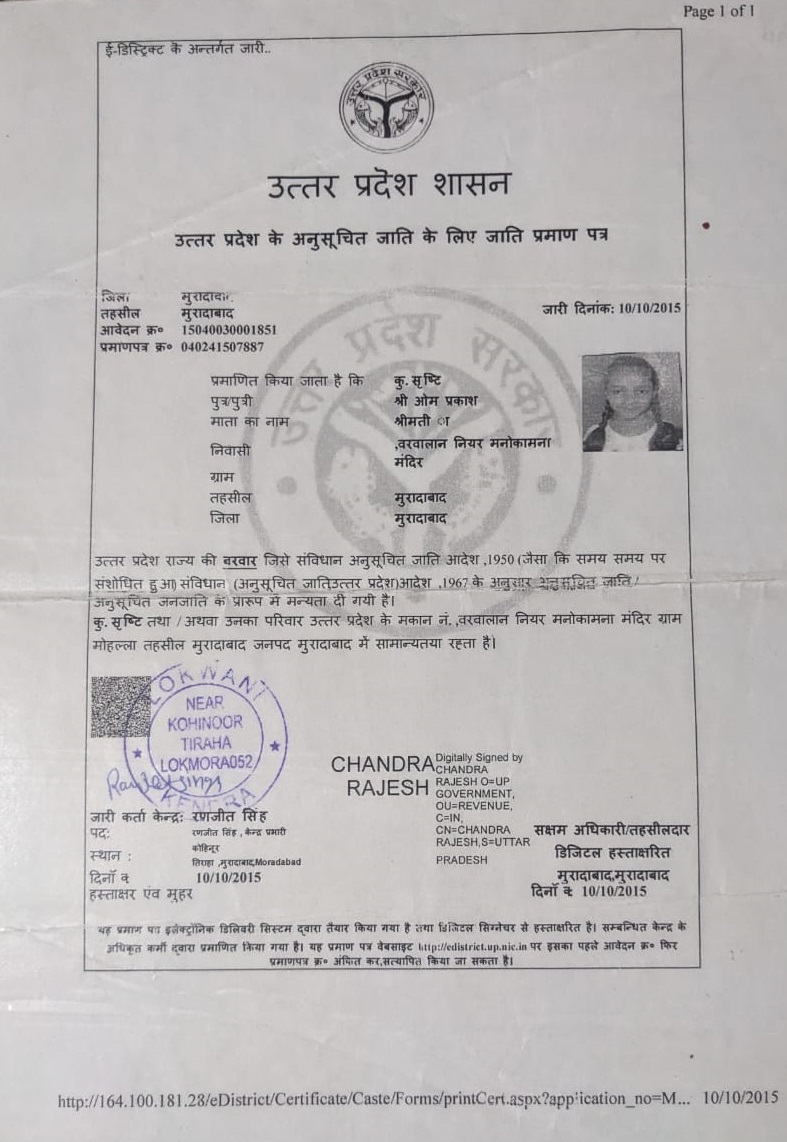 Page 1 of 1
ई-डिस्ट्रिक्ट के अन्तर्गत जारी..
उत्तर प्रदेश सरकार
उत्तर प्रदेश शासन
उत्तर प्रदेश के अनुसूचित जाति के लिए जाति प्रमाण पत्र
जिला मुरादाबाद
तहसील मुरादाबाद
जारी दिनांक: 10/10/2015
आवेदन क्र० 15040030001851
प्रमाणपत्र क्र० 040241507887
उत्तर प्रदेश सरकार
प्रमाणित किया जाता है कि कु. सृष्टि
पुत्र/पुत्री श्री ओम प्रकाश
माता का नाम श्रीमती ा
निवासी ,वरवालान नियर मनोकामना
मंदिर
ग्राम
तहसील मुरादाबाद
जिला मुरादाबाद
उत्तर प्रदेश राज्य की बरवार जिसे संविधान अनुसूचित जाति आदेश ,1950 (जैसा कि समय समय पर
संशोधित हुआ) संविधान (अनुसूचित जातिउत्तर प्रदेश)आदेश ,1967 के अनुसार अनुसूचित जाति/
अनुसूचित जनजाति के प्रारूप में मन्यता दी गयी है।
कु. सृष्टि तथा / अथवा उनका परिवार उत्तर प्रदेश के मकान नं. ,वरवालान नियर मनोकामना मंदिर ग्राम
मोहल्ला तहसील मुरादाबाद जनपद मुरादाबाद में सामान्यतया रहता है।
LOKWANI
NEAR
KOHINOOR
TIRAHA
LOKMORA052
KENDRA
CHANDRA
RAJESH
Digitally Signed by
CHANDRA
RAJESH O=UP
GOVERNMENT,
OU=REVENUE,
C=IN,
CN=CHANDRA
RAJESH,S=UTTAR
PRADESH
जारी कर्ता केन्द्र: रणजीत सिंह
पद: रणजीत सिंह , केन्द्र प्रभारी
कोहिनूर
स्थान : तिराहा ,मुरादाबाद,Moradabad
दिनाँ क 10/10/2015
हस्ताक्षर एंव मुहर
सक्षम अधिकारी/तहसीलदार
डिजिटल हस्ताक्षरित
मुरादाबाद,मुरादाबाद
दिनाँ क 10/10/2015
यह प्रमाण पत्र इलेक्ट्रॉनिक डिलिवरी सिस्टम द्वारा तैयार किया गया है तथा डिजिटल सिग्नेचर से हस्ताक्षरित है। सम्बन्धित केन्द्र के
अधिकृत कर्मी द्वारा प्रमाणित किया गया है। यह प्रमाण पत्र वेबसाइट http://edistrict.up.nic.in पर इसका पहले आवेदन क्र० फिर
प्रमाणपत्र क्र० अंकित कर,सत्यापित किया जा सकता है।
http://164.100.181.28/eDistrict/Certificate/Caste/Forms/printCert.aspx?application_no=M... 10/10/2015